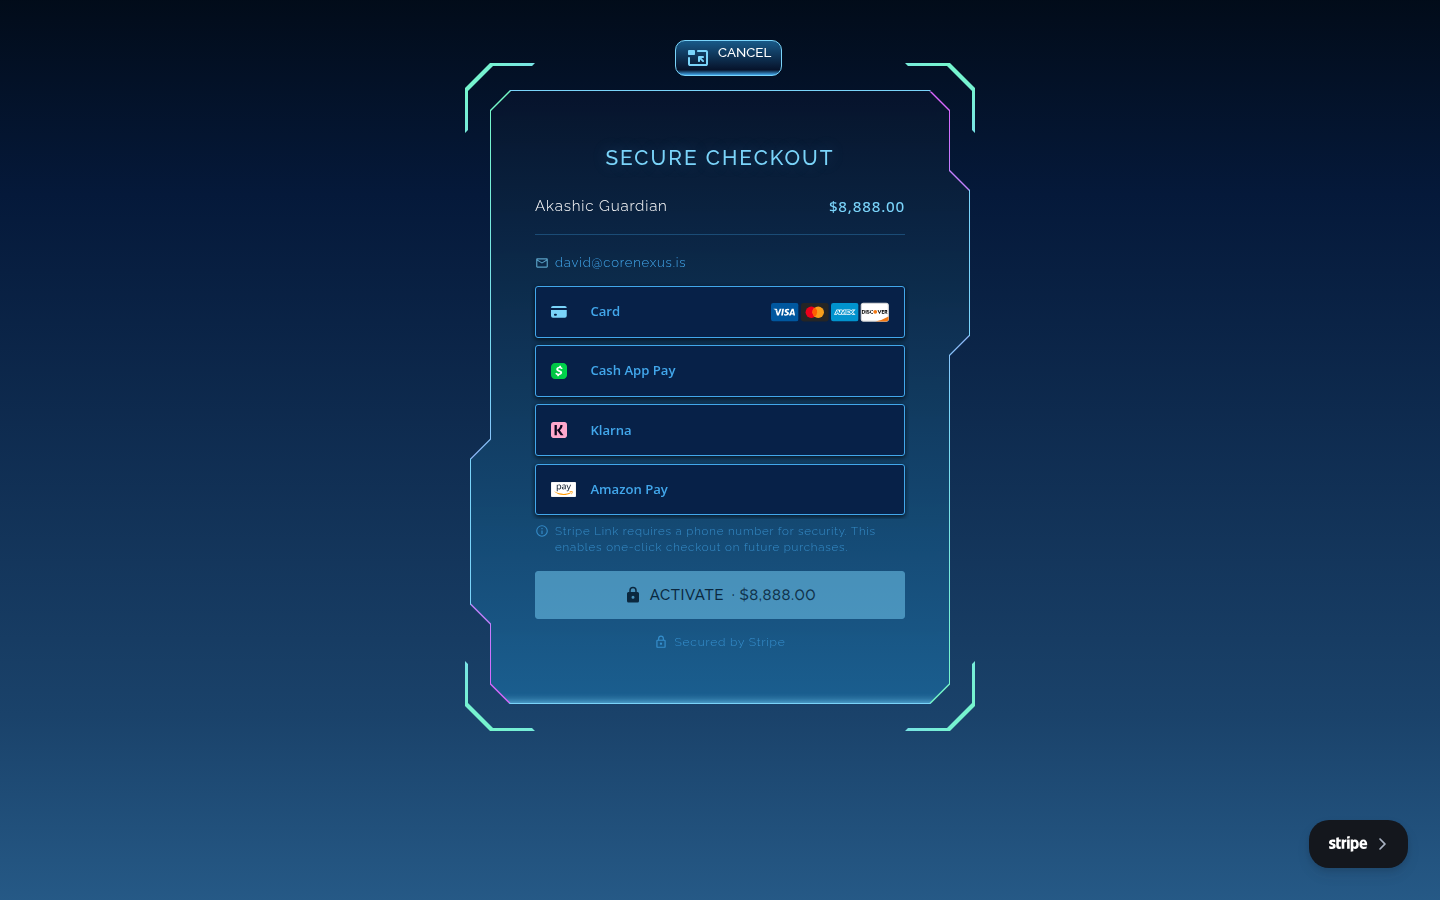 CANCEL
SECURE CHECKOUT
Akashic Guardian $8,888.00
david@corenexus.is
Card VISA AMEX DISCOVER
$ Cash App Pay
K Klarna
pay Amazon Pay
Stripe Link requires a phone number for security. This
enables one-click checkout on future purchases.
ACTIVATE · $8,888.00
Secured by Stripe
stripe